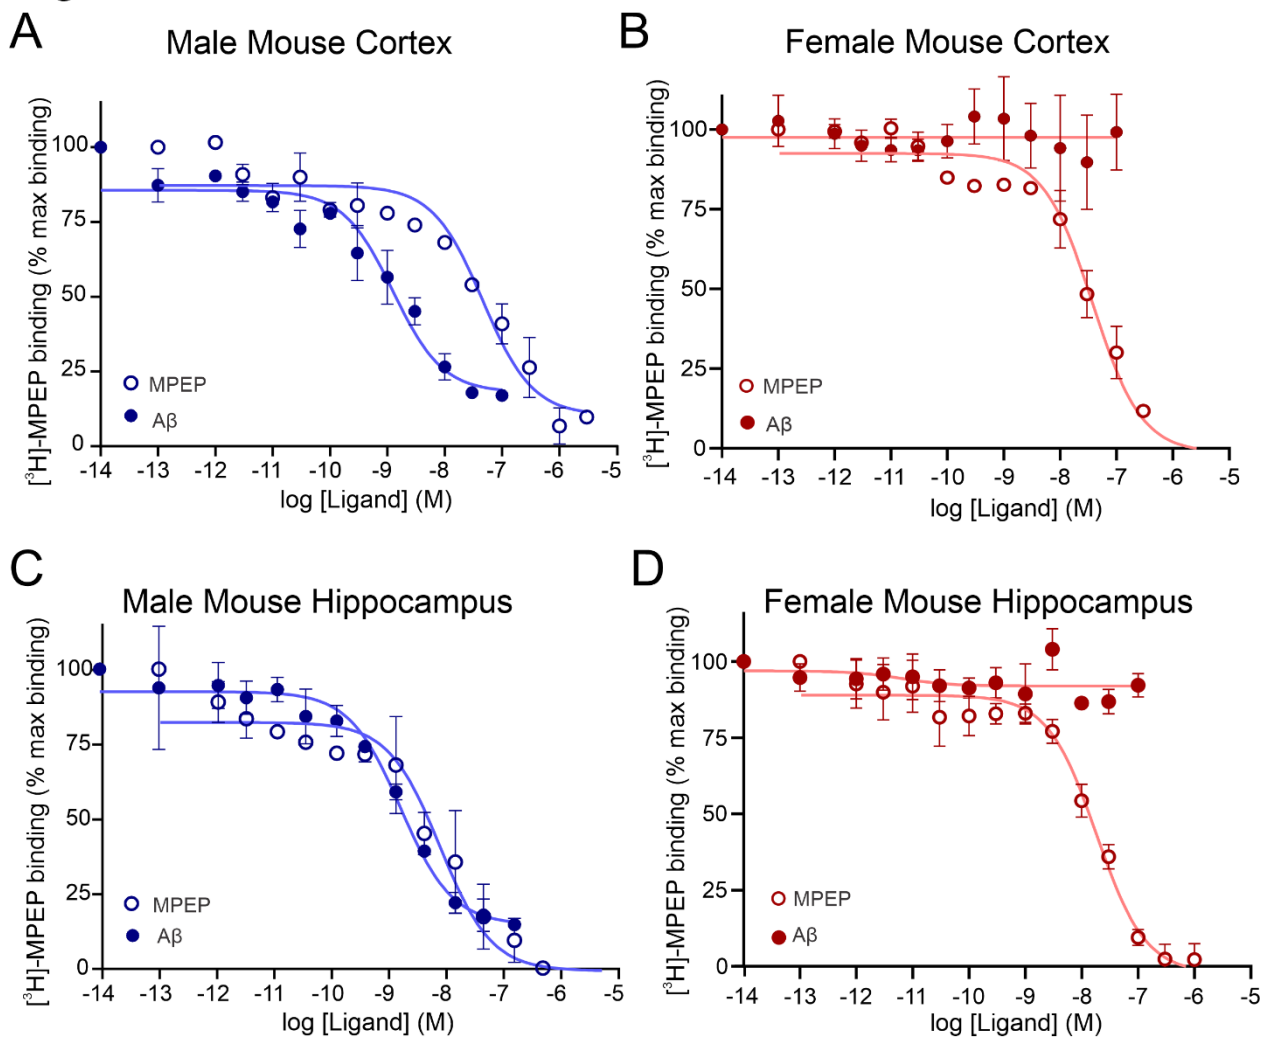 A
Male Mouse Cortex
[³H]-MPEP binding (% max binding)
100
75
50
25
0
MPEP
Aβ
-14 -13 -12 -11 -10 -9 -8 -7 -6 -5
log [Ligand] (M)
B
Female Mouse Cortex
[³H]-MPEP binding (% max binding)
100
75
50
25
0
MPEP
Aβ
-14 -13 -12 -11 -10 -9 -8 -7 -6 -5
log [Ligand] (M)
C
Male Mouse Hippocampus
[³H]-MPEP binding (% max binding)
100
75
50
25
0
MPEP
Aβ
-14 -13 -12 -11 -10 -9 -8 -7 -6 -5
log [Ligand] (M)
D
Female Mouse Hippocampus
[³H]-MPEP binding (% max binding)
100
75
50
25
0
MPEP
Aβ
-14 -13 -12 -11 -10 -9 -8 -7 -6 -5
log [Ligand] (M)